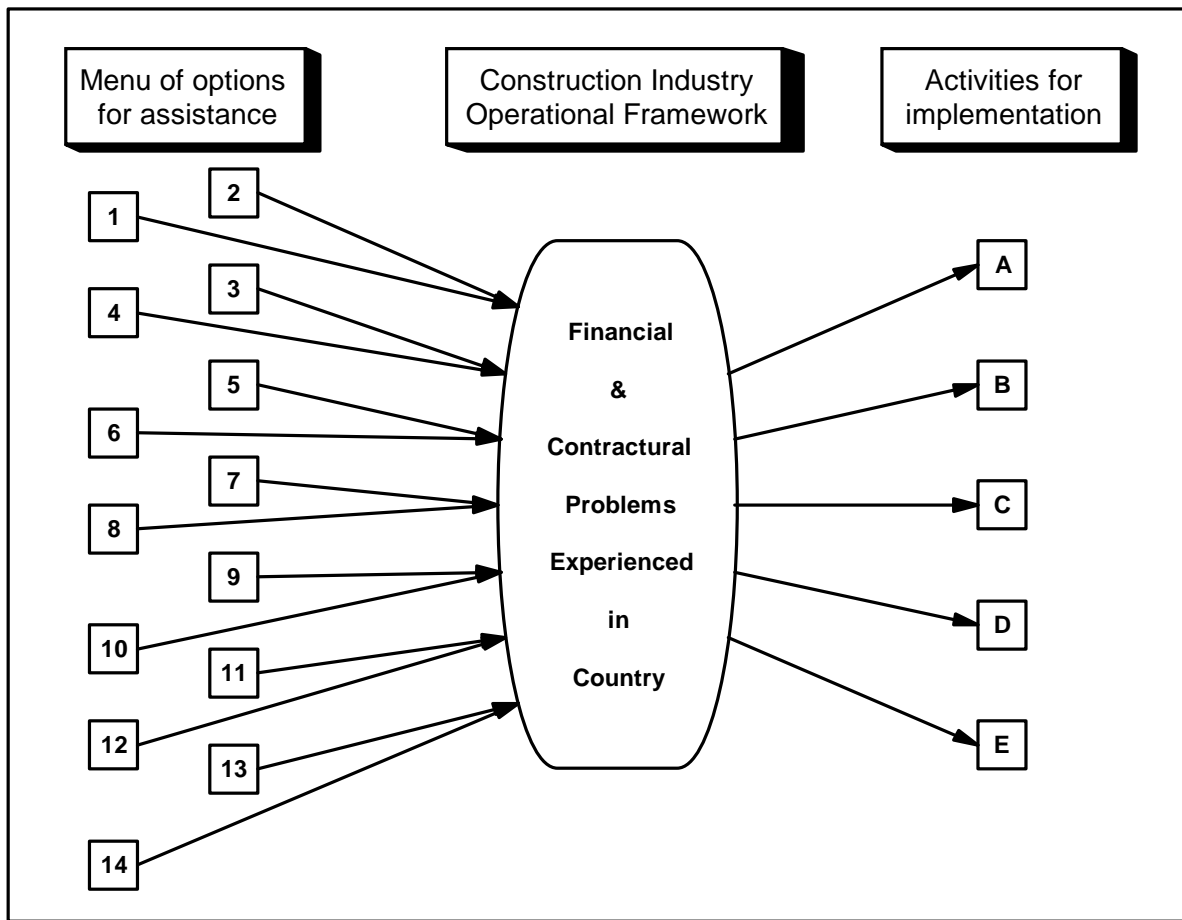 Menu of options
for assistance
Construction Industry
Operational Framework
Activities for
implementation
2
1
3
4
5
6
7
8
9
10
11
12
13
14
Financial
&
Contractural
Problems
Experienced
in
Country
A
B
C
D
E